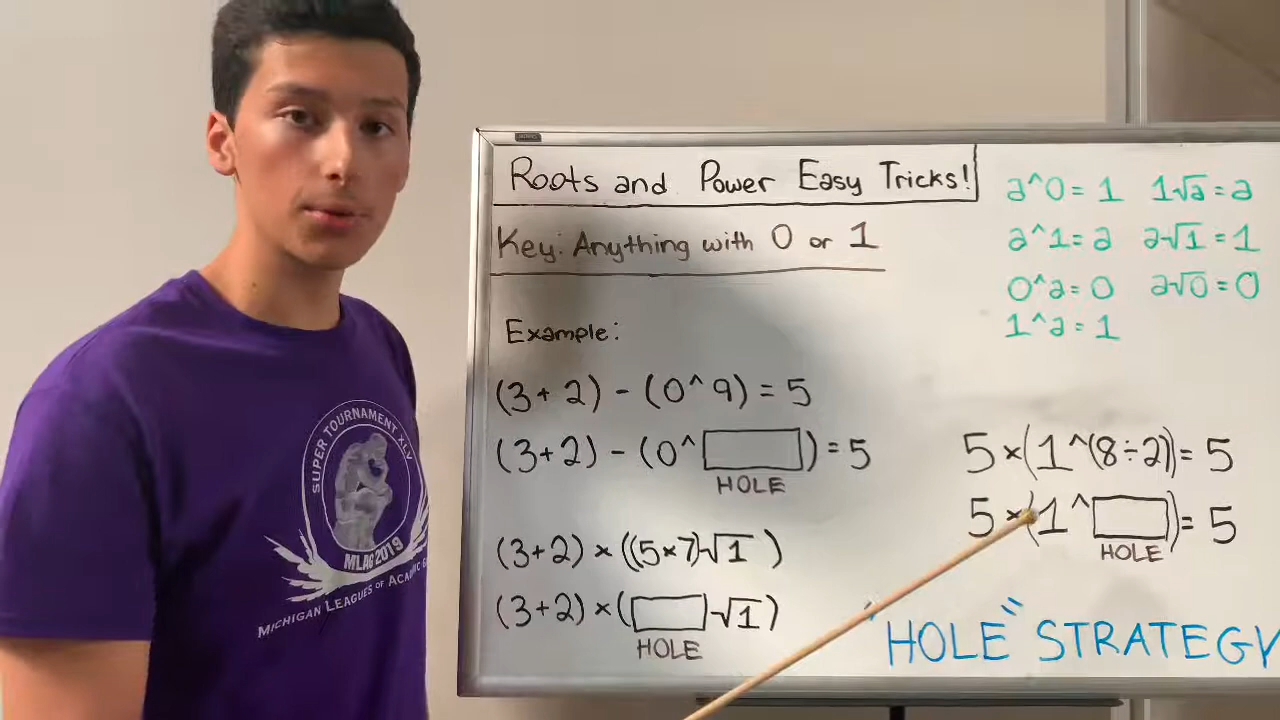 Roots and Power Easy Tricks!
Key: Anything with 0 or 1
Example:
(3+2) - (0^9) = 5
(3+2) - (0^ ) = 5
HOLE
(3+2) × ((5×7)√1 )
(3+2) × ( √1)
HOLE
a^0 = 1 1√a = a
a^1 = a a√1 = 1
0^a = 0 a√0 = 0
1^a = 1
5×(1^(8÷2)) = 5
5×(1^ ) = 5
HOLE
"HOLE" STRATEGY
SUPER TOURNAMENT XLV
MLAG 2019
MICHIGAN LEAGUES OF